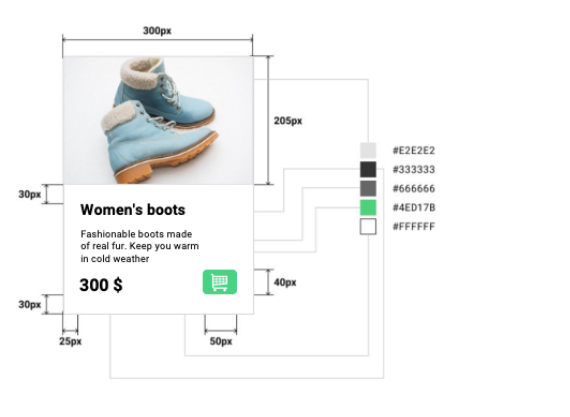 300px
205px
#E2E2E2
#333333
#666666
#4ED17B
#FFFFFF
30px
Women's boots
Fashionable boots made
of real fur. Keep you warm
in cold weather
300 $
40px
30px
25px
50px